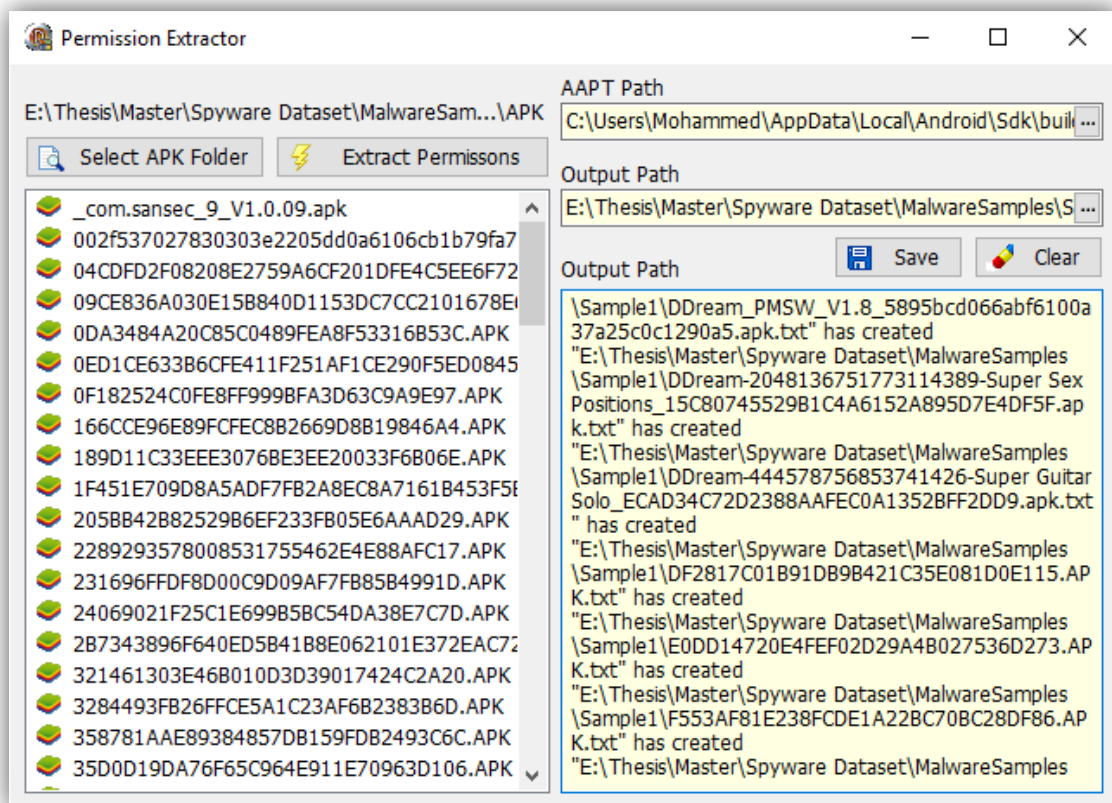 Permission Extractor
E:\Thesis\Master\Spyware Dataset\MalwareSam...\APK
Select APK Folder
Extract Permissons
_com.sansec_9_V1.0.09.apk
002f537027830303e2205dd0a6106cb1b79fa7
04CDFD2F08208E2759A6CF201DFE4C5EE6F72
09CE836A030E15B840D1153DC7CC2101678E
0DA3484A20C85C0489FEA8F53316B53C.APK
0ED1CE633B6CFE411F251AF1CE290F5ED0845
0F182524C0FE8FF999BFA3D63C9A9E97.APK
166CCE96E89FCFEC8B2669D8B19846A4.APK
189D11C33EEE3076BE3EE20033F6B06E.APK
1F451E709D8A5ADF7FB2A8EC8A7161B453F5
205BB42B82529B6EF233FB05E6AAAD29.APK
2289293578008531755462E4E88AFC17.APK
231696FFDF8D00C9D09AF7FB85B4991D.APK
24069021F25C1E699B5BC54DA38E7C7D.APK
2B7343896F640ED5B41B8E062101E372EAC72
321461303E46B010D3D39017424C2A20.APK
3284493FB26FFCE5A1C23AF6B2383B6D.APK
358781AAE89384857DB159FDB2493C6C.APK
35D0D19DA76F65C964E911E70963D106.APK
AAPT Path
C:\Users\Mohammed\AppData\Local\Android\Sdk\buil
...
Output Path
E:\Thesis\Master\Spyware Dataset\MalwareSamples\S
...
Save
Clear
Output Path
\Sample1\DDream_PMSW_V1.8_5895bcd066abf6100a
37a25c0c1290a5.apk.txt" has created
"E:\Thesis\Master\Spyware Dataset\MalwareSamples
\Sample1\DDream-2048136751773114389-Super Sex
Positions_15C80745529B1C4A6152A895D7E4DF5F.ap
k.txt" has created
"E:\Thesis\Master\Spyware Dataset\MalwareSamples
\Sample1\DDream-444578756853741426-Super Guitar
Solo_ECAD34C72D2388AAFEC0A1352BFF2DD9.apk.txt
" has created
"E:\Thesis\Master\Spyware Dataset\MalwareSamples
\Sample1\DF2817C01B91DB9B421C35E081D0E115.AP
K.txt" has created
"E:\Thesis\Master\Spyware Dataset\MalwareSamples
\Sample1\E0DD14720E4FEF02D29A4B027536D273.AP
K.txt" has created
"E:\Thesis\Master\Spyware Dataset\MalwareSamples
\Sample1\F553AF81E238FCDE1A22BC70BC28DF86.AP
K.txt" has created
"E:\Thesis\Master\Spyware Dataset\MalwareSamples